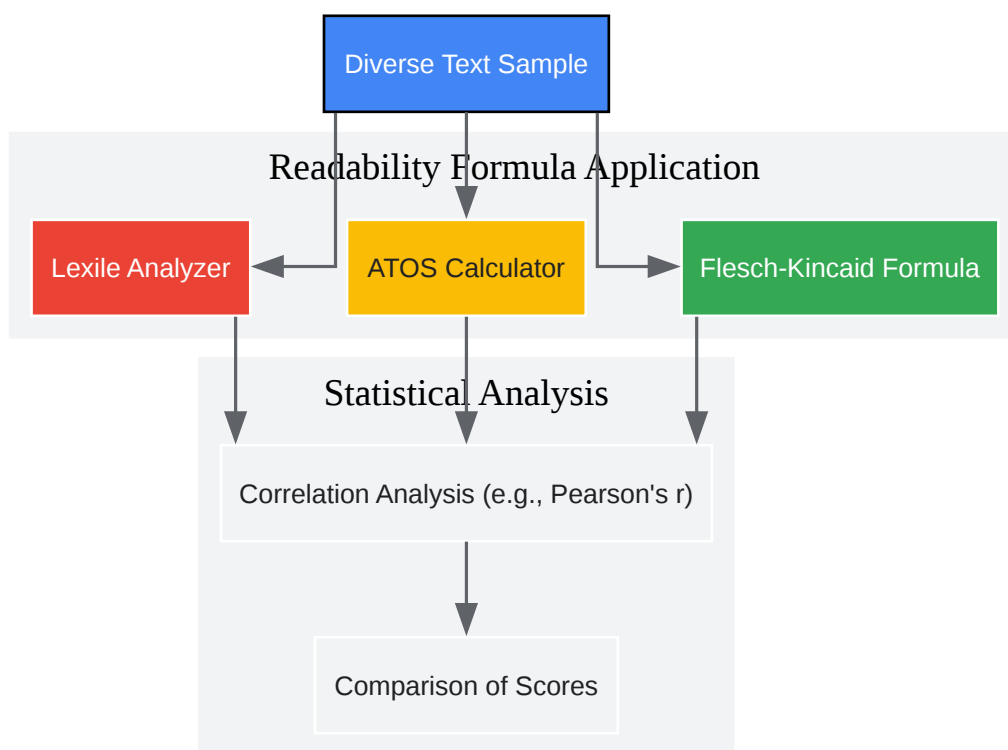 Diverse Text Sample
Readability Formula Application
Lexile Analyzer
ATOS Calculator
Flesch-Kincaid Formula
Statistical Analysis
Correlation Analysis (e.g., Pearson's r)
Comparison of Scores